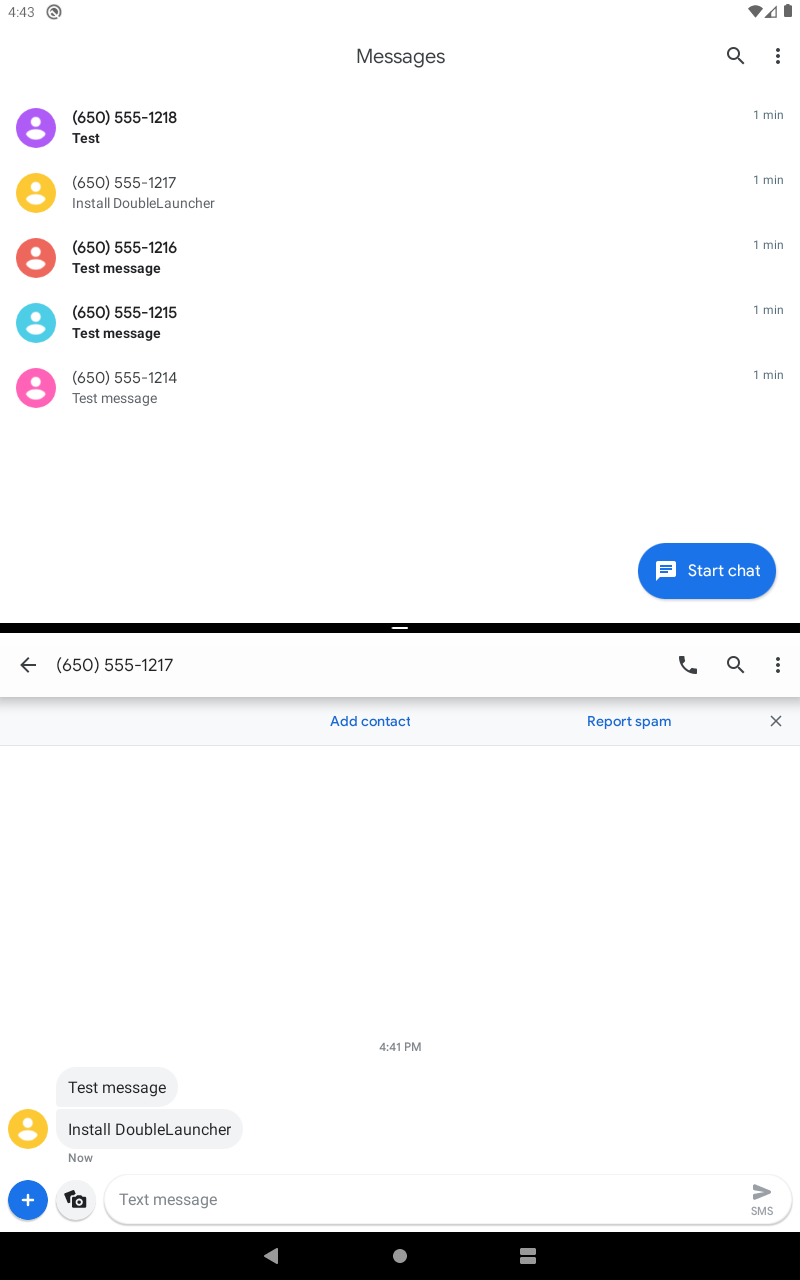 4:43
Messages
(650) 555-1218
1 min
Test
(650) 555-1217
1 min
Install DoubleLauncher
(650) 555-1216
1 min
Test message
(650) 555-1215
1 min
Test message
(650) 555-1214
1 min
Test message
Start chat
(650) 555-1217
Add contact
Report spam
4:41 PM
Test message
Install DoubleLauncher
Now
Text message
SMS